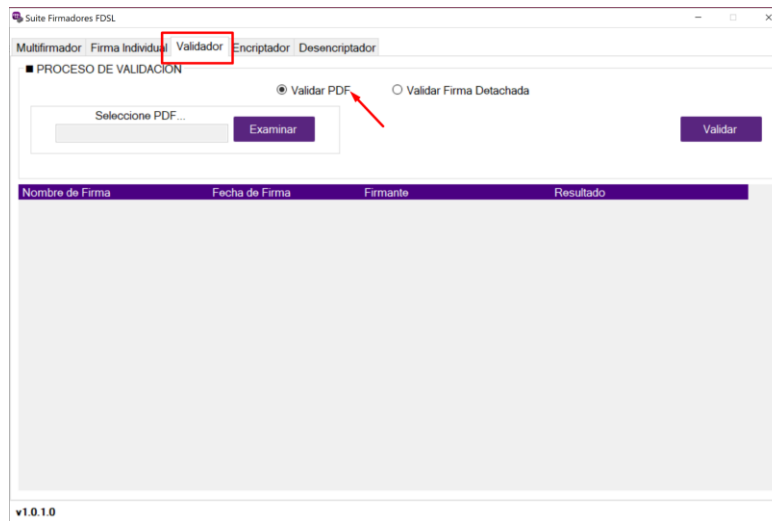 Suite Firmadores FDSL
Multifirmador Firma Individual Validador Encriptador Desencriptador
PROCESO DE VALIDACION
Validar PDF Validar Firma Detachada
Seleccione PDF...
Examinar Validar
Nombre de Firma Fecha de Firma Firmante Resultado
v1.0.1.0